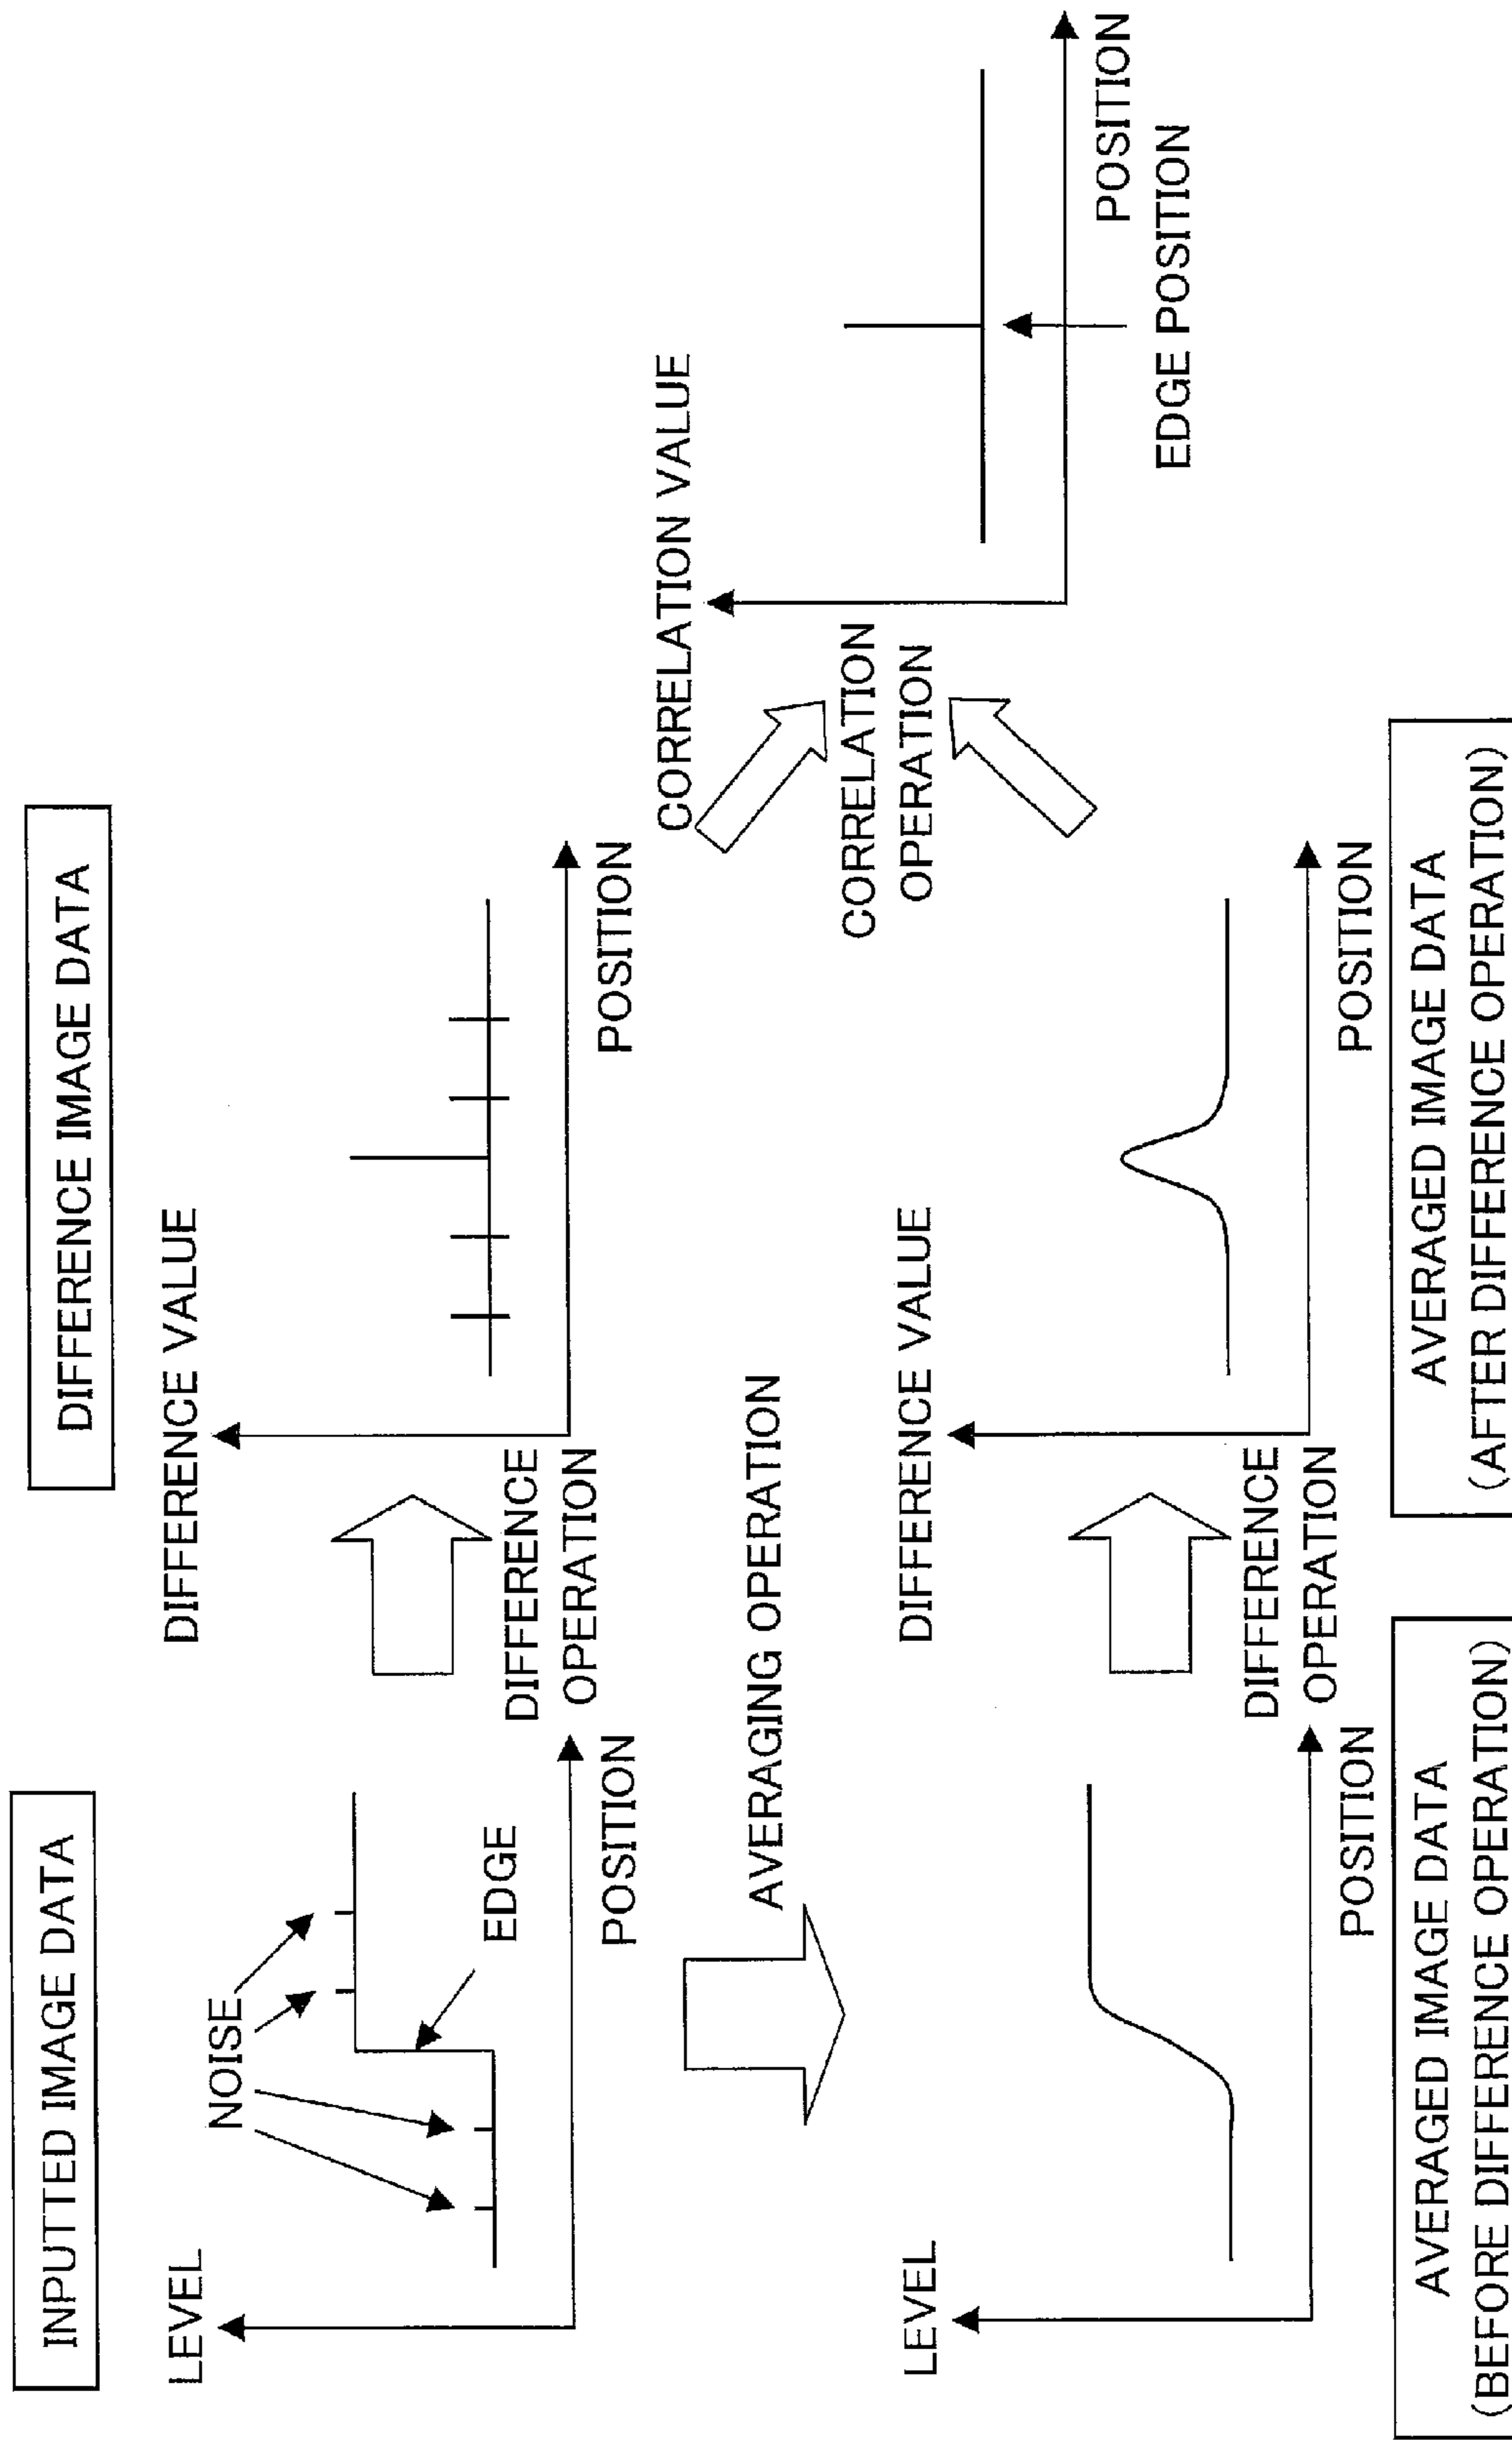 INPUTTED IMAGE DATA
LEVEL
NOISE
EDGE
POSITION
DIFFERENCE
OPERATION
DIFFERENCE IMAGE DATA
DIFFERENCE VALUE
POSITION
AVERAGING OPERATION
CORRELATION VALUE
CORRELATION
OPERATION
POSITION
EDGE POSITION
LEVEL
POSITION
AVERAGED IMAGE DATA
(BEFORE DIFFERENCE OPERATION)
DIFFERENCE
OPERATION
DIFFERENCE VALUE
POSITION
AVERAGED IMAGE DATA
(AFTER DIFFERENCE OPERATION)